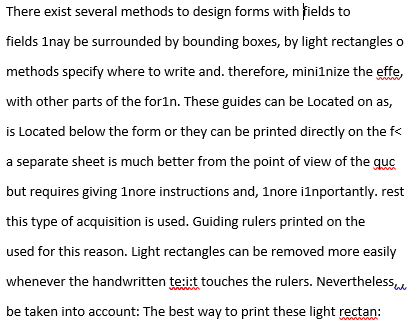 There exist several methods to design forms with fields to
fields 1nay be surrounded by bounding boxes, by light rectangles o
methods specify where to write and. therefore, mini1nize the effe,
with other parts of the for1n. These guides can be Located on as,
is Located below the form or they can be printed directly on the f<
a separate sheet is much better from the point of view of the quc
but requires giving 1nore instructions and, 1nore i1nportantly. rest
this type of acquisition is used. Guiding rulers printed on the
used for this reason. Light rectangles can be removed more easily
whenever the handwritten te:i:t touches the rulers. Nevertheless,
be taken into account: The best way to print these light rectan: